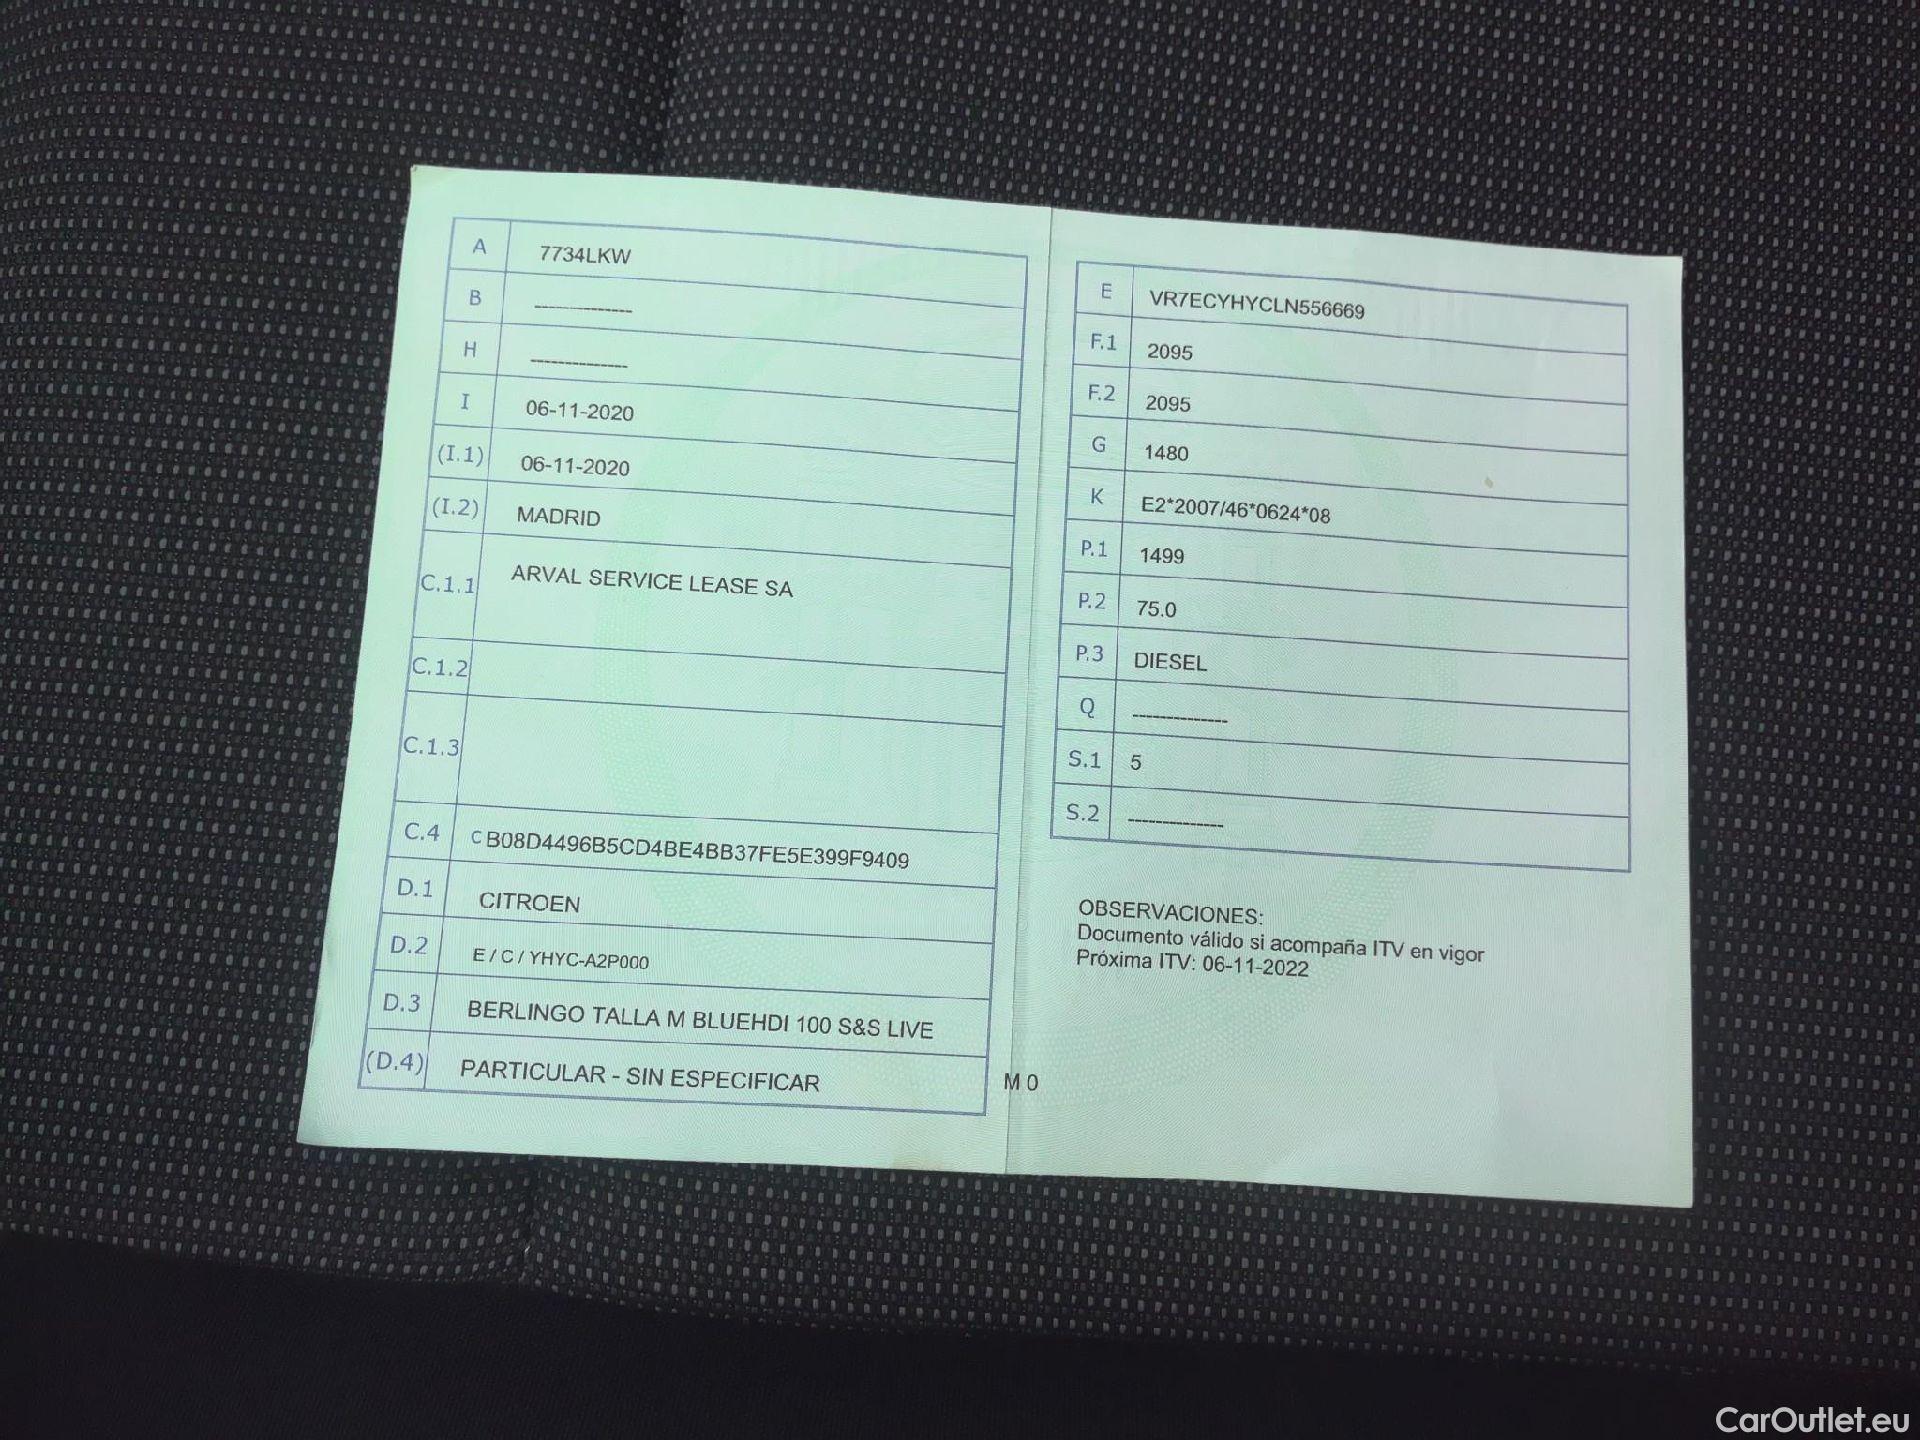 A 7734LKW
B --------------
H --------------
I 06-11-2020
(I.1) 06-11-2020
(I.2) MADRID
C.1.1 ARVAL SERVICE LEASE SA
C.1.2
C.1.3
C.4 C B08D4496B5CD4BE4BB37FE5E399F9409
D.1 CITROEN
D.2 E / C / YHYC-A2P000
D.3 BERLINGO TALLA M BLUEHDI 100 S&S LIVE
(D.4) PARTICULAR - SIN ESPECIFICAR
M 0
E VR7ECYHYCLN556669
F.1 2095
F.2 2095
G 1480
K E2*2007/46*0624*08
P.1 1499
P.2 75.0
P.3 DIESEL
Q --------------
S.1 5
S.2 --------------
OBSERVACIONES:
Documento válido si acompaña ITV en vigor
Próxima ITV: 06-11-2022
CarOutlet.eu